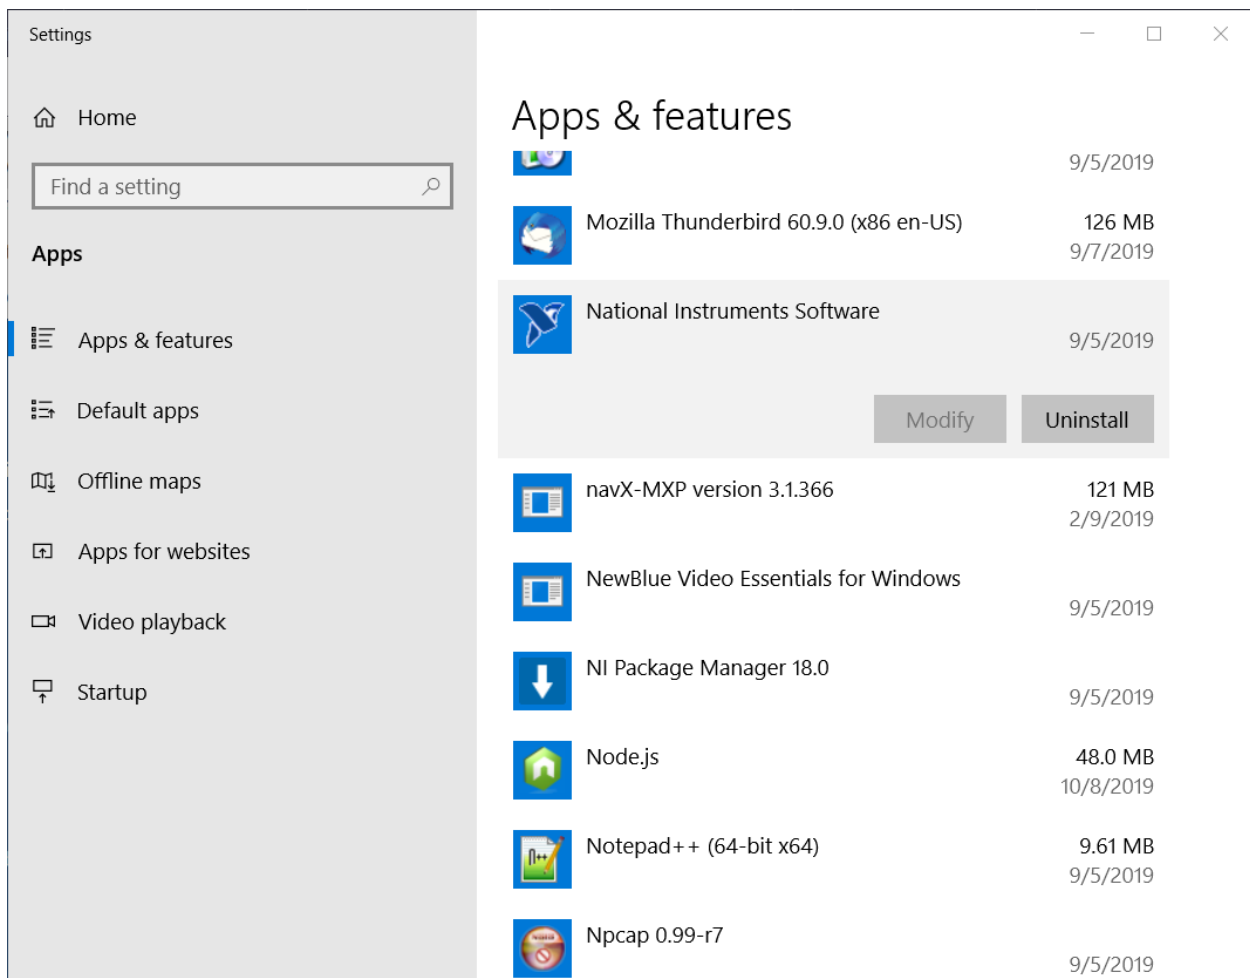 Settings
Home
Find a setting
Apps
Apps & features
Default apps
Offline maps
Apps for websites
Video playback
Startup
Apps & features
9/5/2019
Mozilla Thunderbird 60.9.0 (x86 en-US) 126 MB
9/7/2019
National Instruments Software
9/5/2019
Modify Uninstall
navX-MXP version 3.1.366 121 MB
2/9/2019
NewBlue Video Essentials for Windows
9/5/2019
NI Package Manager 18.0
9/5/2019
Node.js 48.0 MB
10/8/2019
Notepad++ (64-bit x64) 9.61 MB
9/5/2019
Npcap 0.99-r7
9/5/2019